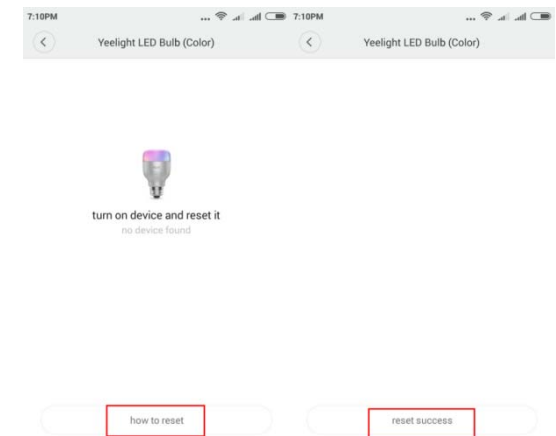 7:10PM
Yeelight LED Bulb (Color)
turn on device and reset it
no device found
how to reset
7:10PM
Yeelight LED Bulb (Color)
reset success